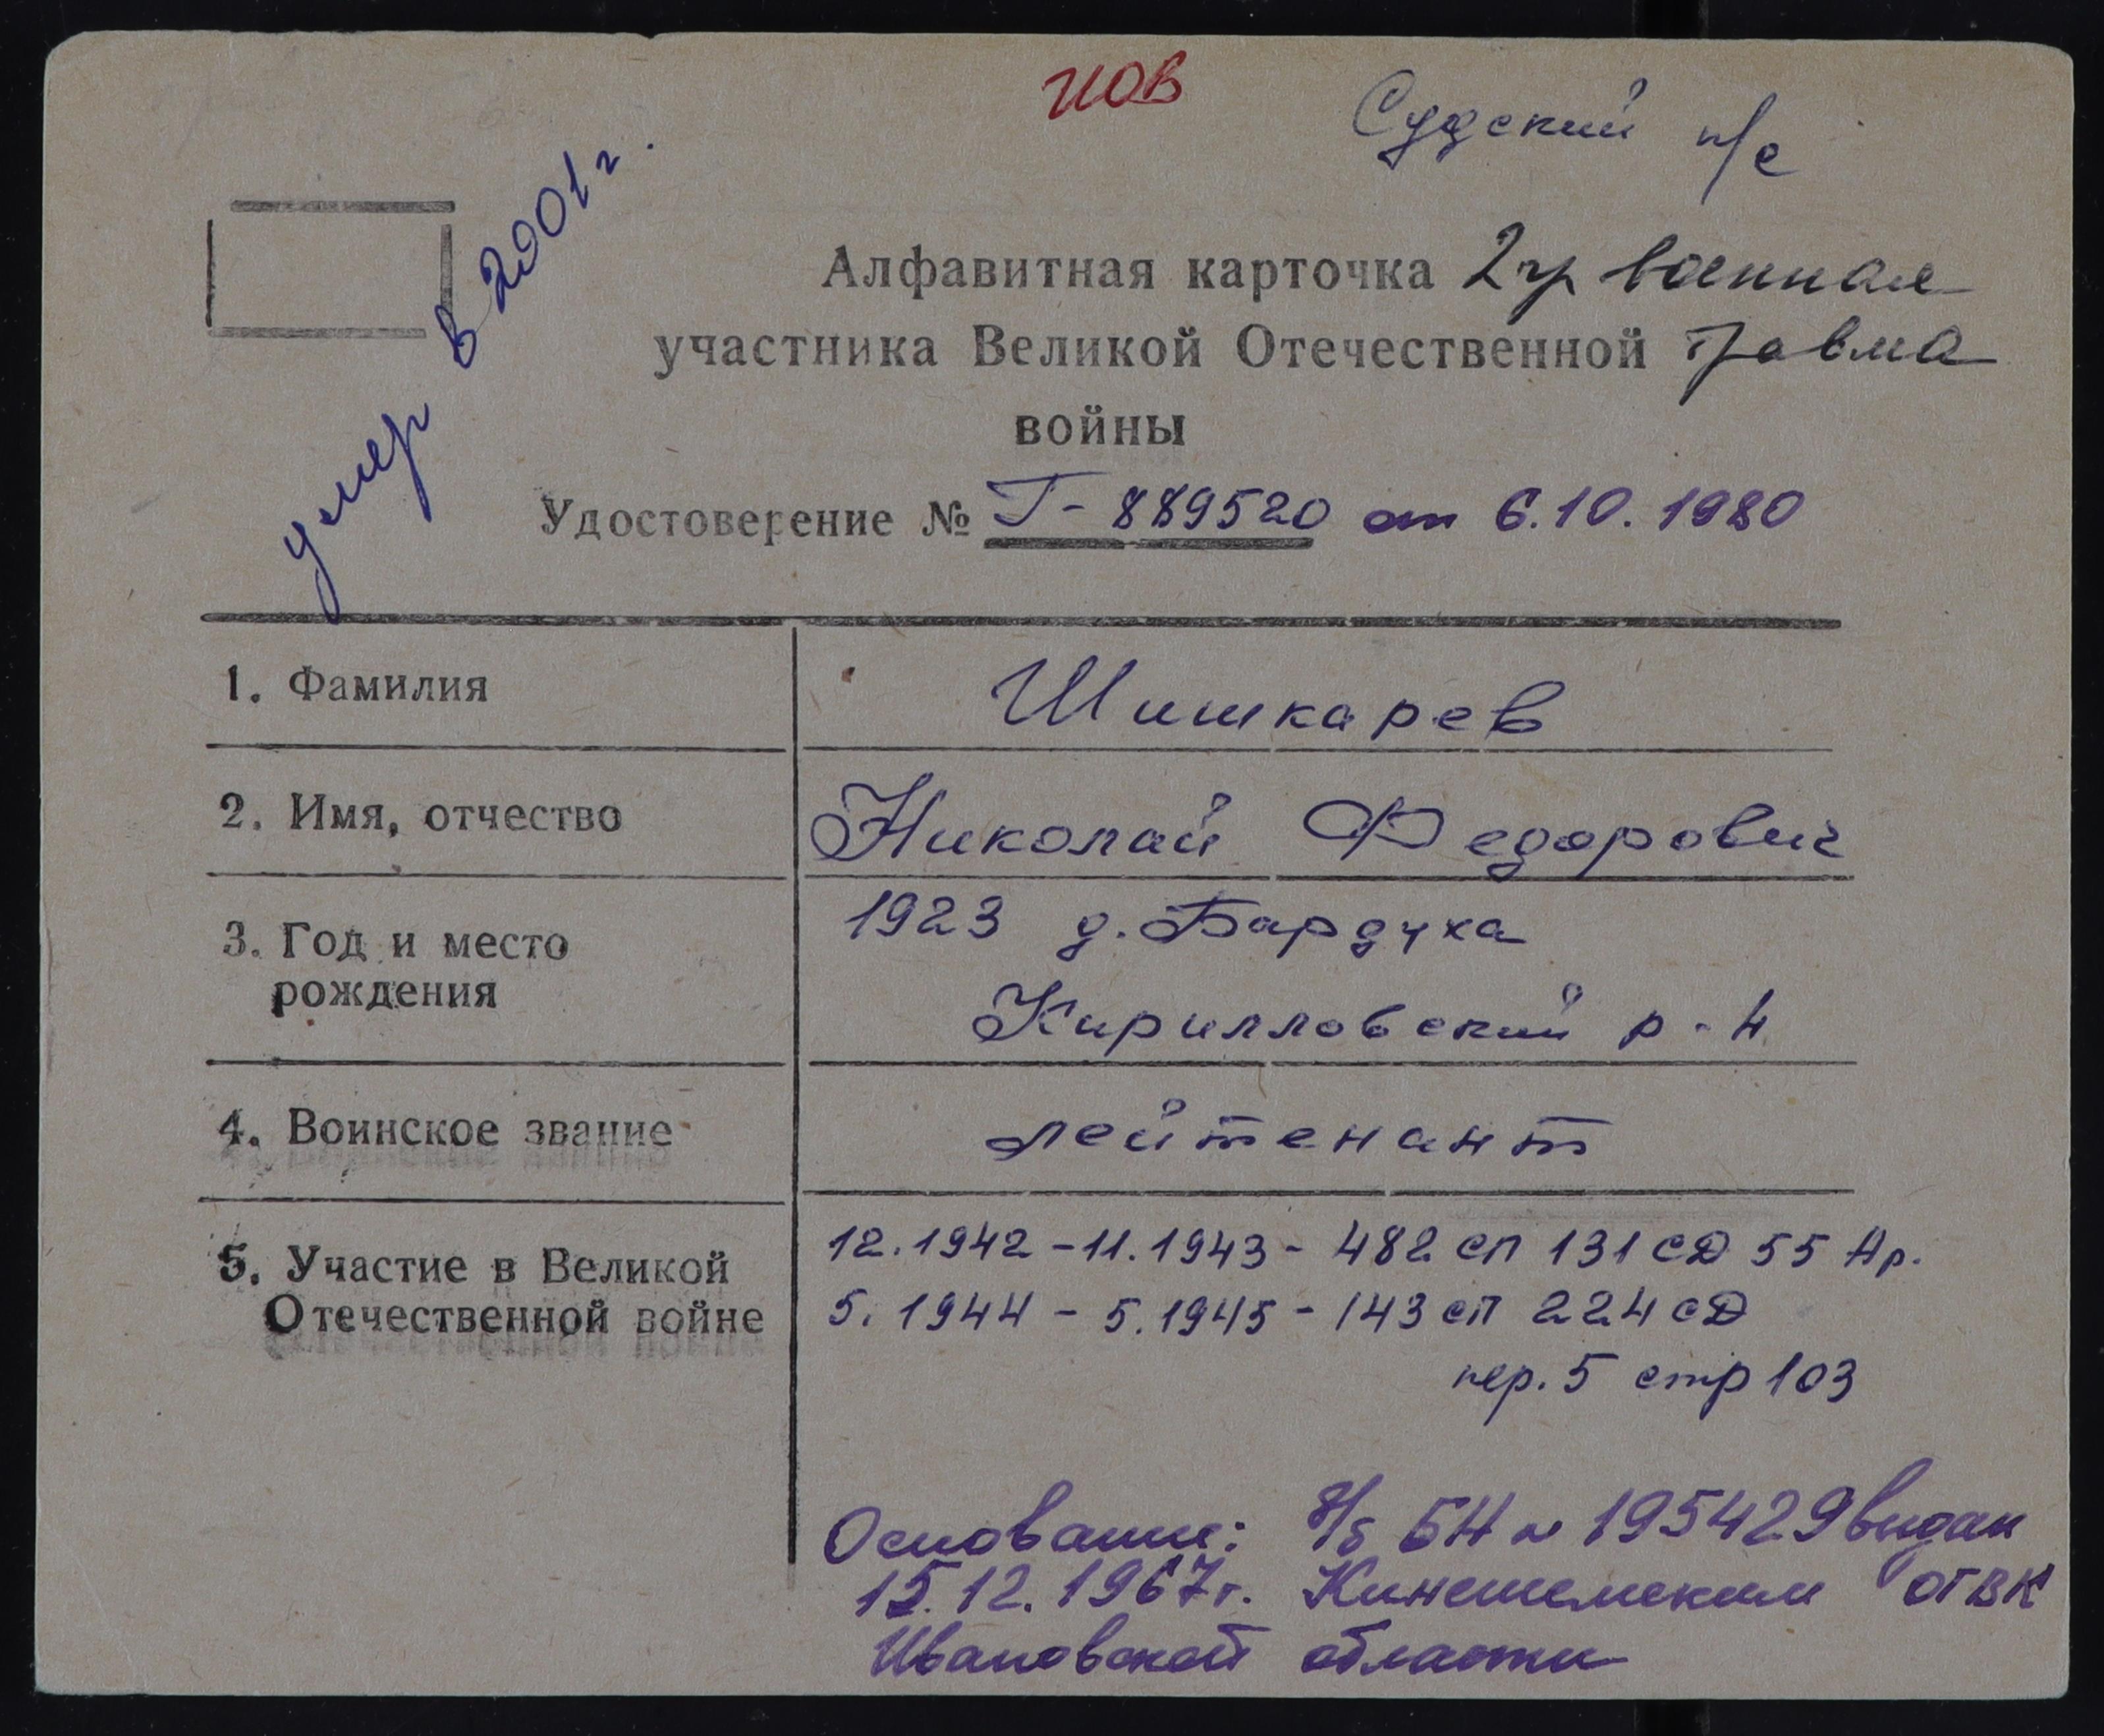 ИОВ
Судский п/с
умер в 2001 г.
Алфавитная карточка 2 гр военная
участника Великой Отечественной травма
войны
Удостоверение № Г-889520 от 6.10.1980
1. Фамилия Шишкарев
2. Имя, отчество Николай Федорович
3. Год и место 1923 д. Бардуха
рождения Кирилловский р-н
4. Воинское звание лейтенант
5. Участие в Великой 12.1942 - 11.1943 - 482 сп 131 сД 55 Ар.
Отечественной войне 5.1944 - 5.1945 - 143 сп 224 сД
пер. 5 стр 103
Основание: в/б БН № 195429 выдан
15.12.1967г. Кинешемским ОГВК
Ивановской области